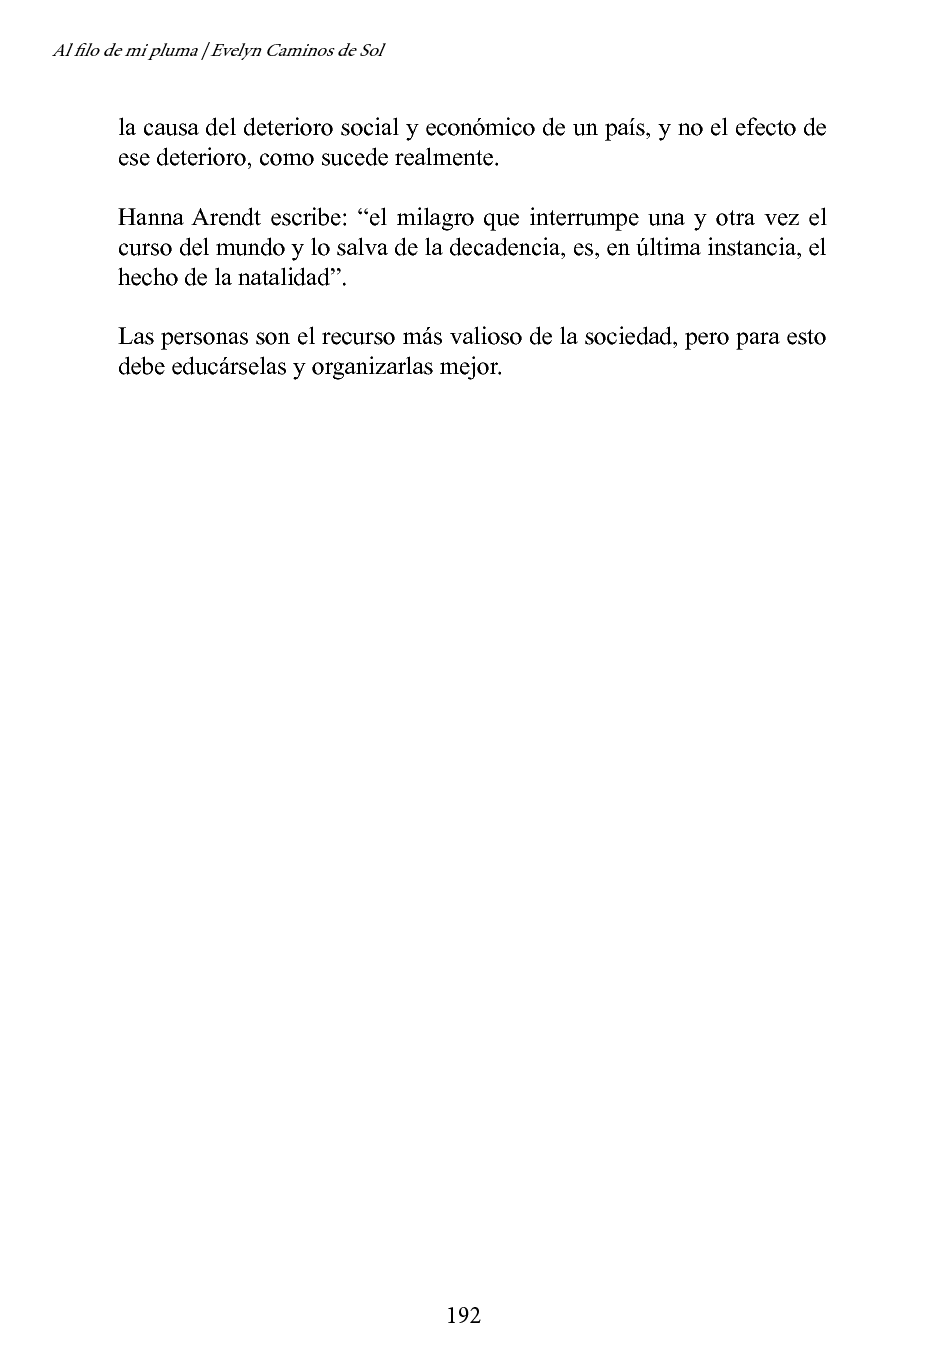 Al filo de mi pluma / Evelyn Caminos de Sol
la causa del deterioro social y económico de un país, y no el efecto de
ese deterioro, como sucede realmente.
Hanna Arendt escribe: “el milagro que interrumpe una y otra vez el
curso del mundo y lo salva de la decadencia, es, en última instancia, el
hecho de la natalidad”.
Las personas son el recurso más valioso de la sociedad, pero para esto
debe educárselas y organizarlas mejor.
192